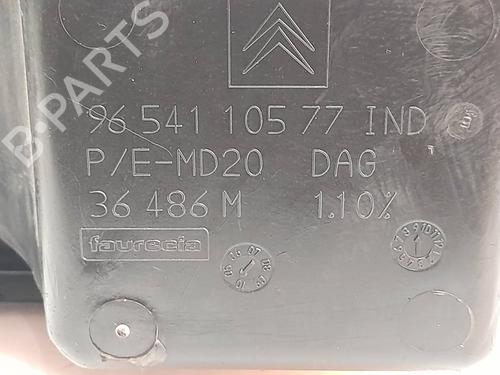 96 541 105 77 IND
P/E-MD20 DAG
36 486 M 1.10%
faurecia
B-PARTS